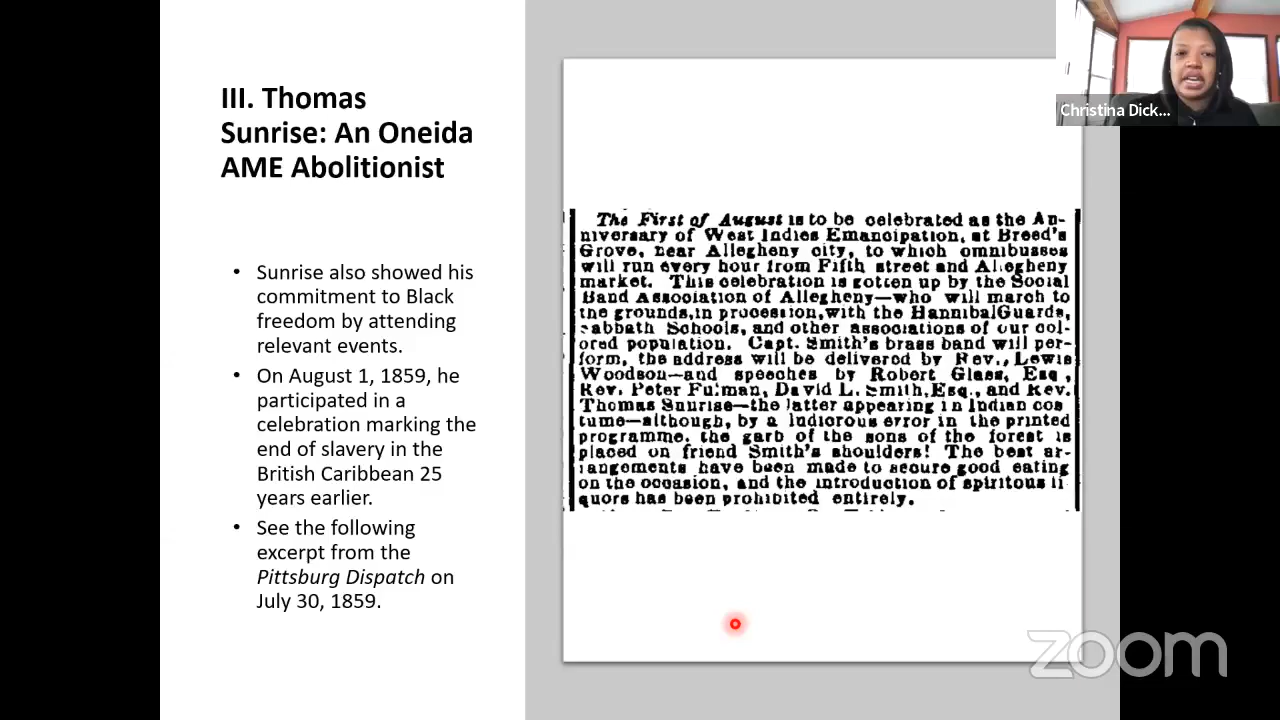 III. Thomas
Sunrise: An Oneida
AME Abolitionist
• Sunrise also showed his
commitment to Black
freedom by attending
relevant events.
• On August 1, 1859, he
participated in a
celebration marking the
end of slavery in the
British Caribbean 25
years earlier.
• See the following
excerpt from the
Pittsburg Dispatch on
July 30, 1859.
The First of August is to be celebrated as the An-
niversary of West Indies Emancipation, at Breed's
Grove, near Allegheny city, to which omnibusses
will run every hour from Fifth street and Allegheny
market. This celebration is gotten up by the Social
Band Association of Allegheny—who will march to
the grounds, in procession, with the Hannibal Guards,
Sabbath Schools, and other associations of our col-
ored population. Capt. Smith's brass band will per-
form, the address will be delivered by Rev., Lewis
Woodson—and speeches by Robert Glass, Esq.,
Rev. Peter Fulman, David L. Smith, Esq., and Rev.
Thomas Sunrise—the latter appearing in Indian cos
tume—although, by a ludicrous error in the printed
programme, the garb of the sons of the forest is
placed on friend Smith's shoulders! The best ar-
rangements have been made to secure good eating
on the occasion, and the introduction of spiritous li
quors has been prohibited entirely.
Christina Dick...
zoom